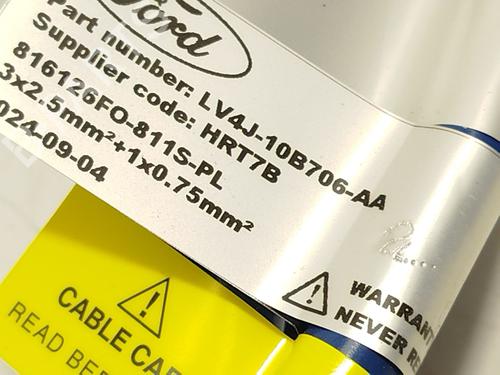 Ford
Part number: LV4J-10B706-AA
Supplier code: HRT7B
816126FO-811S-PL
3x2.5mm²+1x0.75mm²
024-09-04
WARRANT
NEVER RE
CABLE CA
READ BE